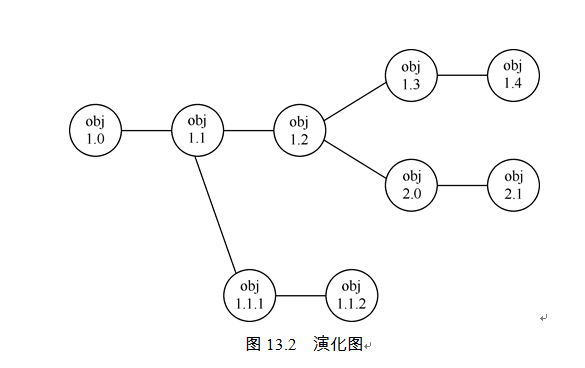 obj
1.3
obj
1.4
obj
1.0
obj
1.1
obj
1.2
obj
2.0
obj
2.1
obj
1.1.1
obj
1.1.2
图 13.2 演化图